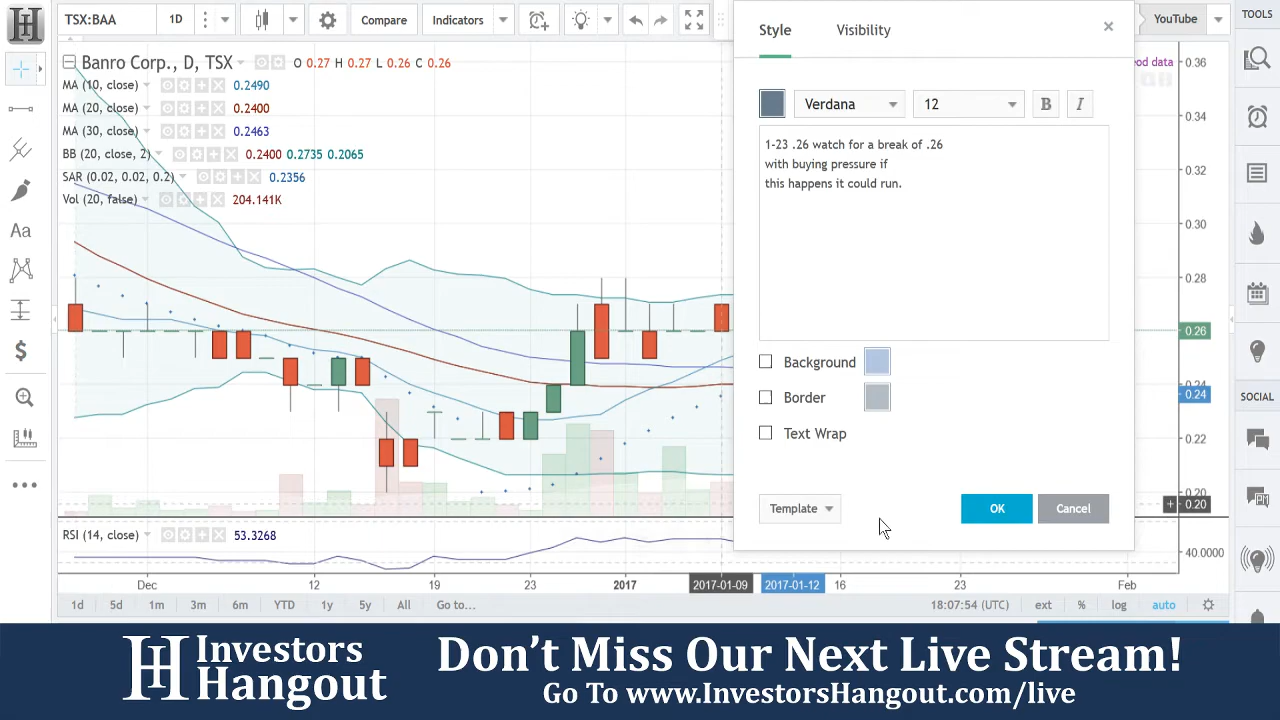 TSX:BAA 1D Compare Indicators YouTube TOOLS
Style Visibility ×
Banro Corp., D, TSX O 0.27 H 0.27 L 0.26 C 0.26
MA (10, close) 0.2490
MA (20, close) 0.2400
MA (30, close) 0.2463
BB (20, close, 2) 0.2400 0.2735 0.2065
SAR (0.02, 0.02, 0.2) 0.2356
Vol (20, false) 204.141K
Verdana 12 B I
1-23 .26 watch for a break of .26
with buying pressure if
this happens it could run.
Background
Border
Text Wrap
Template OK Cancel
eod data
0.36
0.34
0.32
0.30
0.28
0.26
0.24
0.24
0.22
0.20
0.20
40.0000
Aa
$
SOCIAL
RSI (14, close) 53.3268
Dec 12 19 23 2017 2017-01-09 2017-01-12 16 23 Feb
1d 5d 1m 3m 6m YTD 1y 5y All Go to... 18:07:54 (UTC) ext % log auto
Investors
Hangout
Don't Miss Our Next Live Stream!
Go To www.InvestorsHangout.com/live